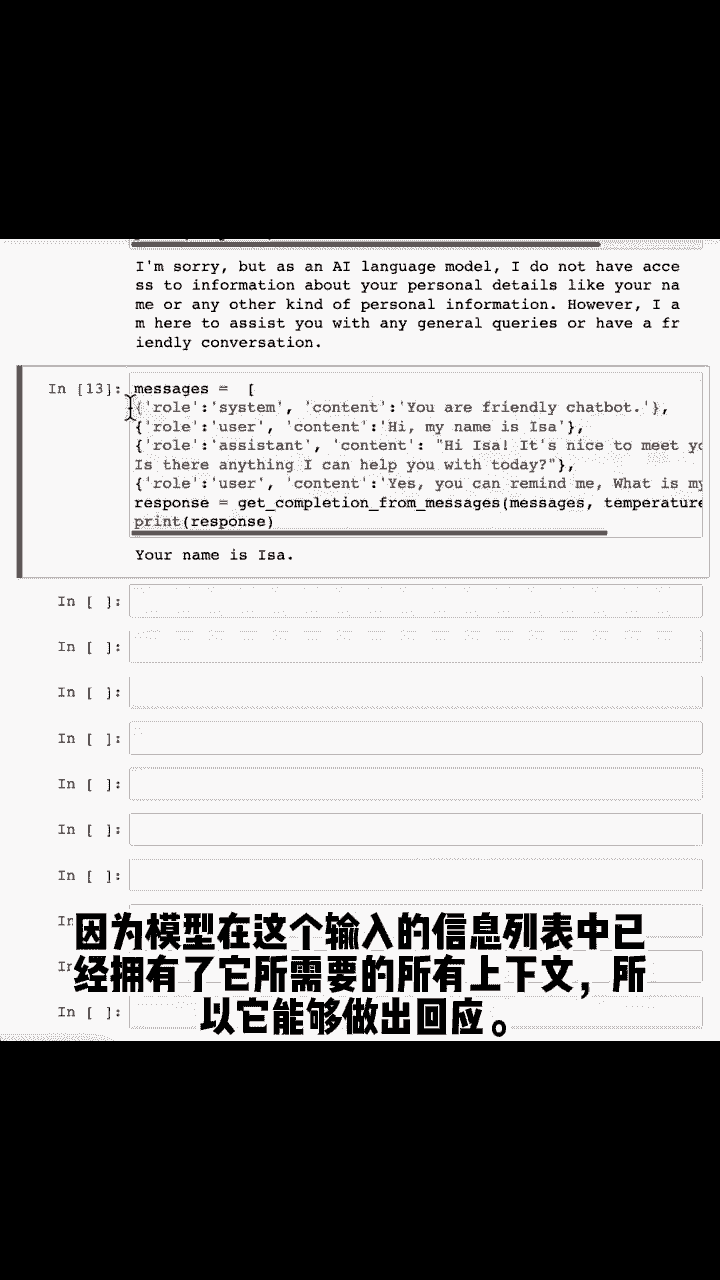 I'm sorry, but as an AI language model, I do not have acce
ss to information about your personal details like your na
me or any other kind of personal information. However, I a
m here to assist you with any general queries or have a fr
iendly conversation.
In [13]: messages =  [
{'role':'system', 'content':'You are friendly chatbot.'},
{'role':'user', 'content':'Hi, my name is Isa'},
{'role':'assistant', 'content': "Hi Isa! It's nice to meet yo
Is there anything I can help you with today?"},
{'role':'user', 'content':'Yes, you can remind me, What is my
response = get_completion_from_messages(messages, temperature
print(response)
Your name is Isa.
In [ ]:
In [ ]:
In [ ]:
In [ ]:
In [ ]:
In [ ]:
In [ ]:
In
In
In [ ]:
因为模型在这个输入的信息列表中已
经拥有了它所需要的所有上下文，所
以它能够做出回应。